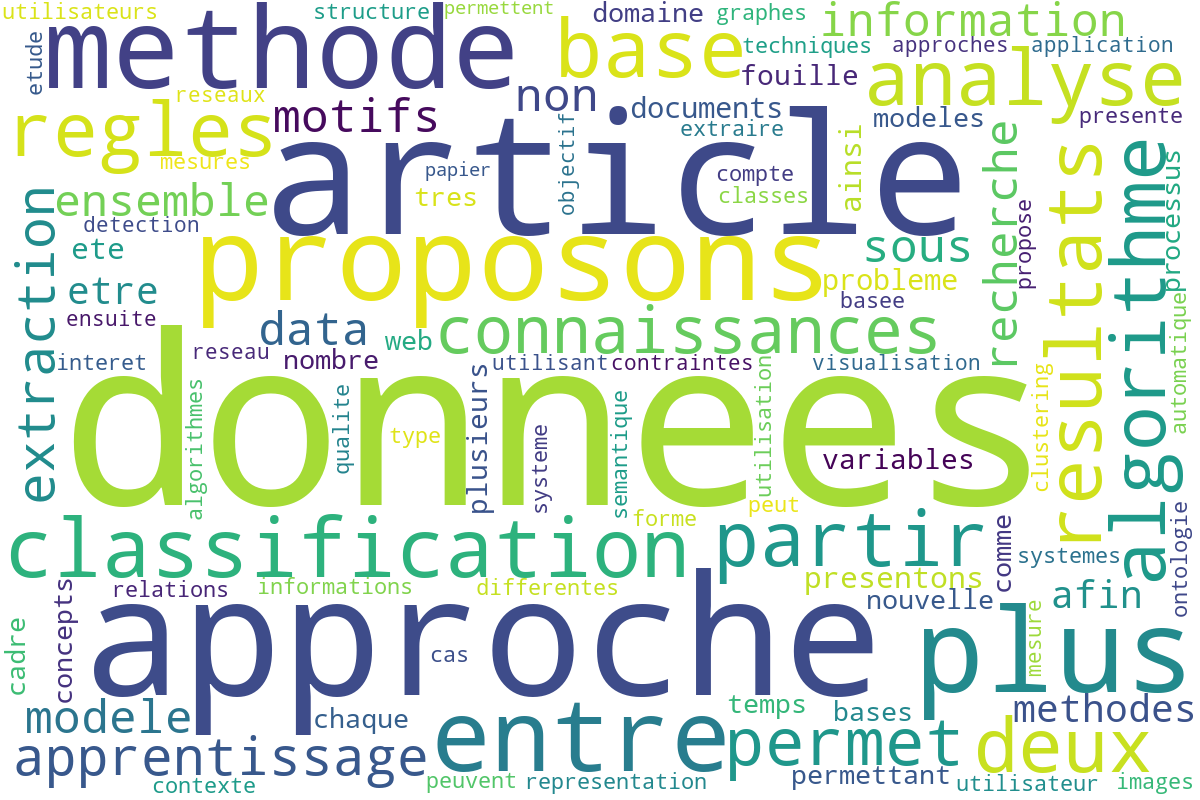 utilisateurs
structure
permettent
domaine
graphes
information
methode
base
techniques
approches
application
etude
fouille
analyse
reseaux
non
documents
motifs
regles
extraire
modeles
presente
mesures
article
objectif
papier
compte
ainsi
recherche
resultats
algorithme
processus
ensemble
tres
classes
extraction
detection
proposons
ete
sous
propose
etre
probleme
basee
ensuite
data
web
connaissances
automatique
interet
reseau
nombre
utilisant
contraintes
visualisation
donnees
algorithmes
qualite
type
plusieurs
systeme
semantique
utilisation
variables
clustering
peut
forme
classification
partir
comme
systemes
ontologie
relations
informations
differentes
presentons
nouvelle
afin
concepts
approche
cas
plus
mesure
cadre
modele
chaque
entre
temps
bases
methodes
apprentissage
permet
deux
contexte
peuvent
representation
permettant
utilisateur
images